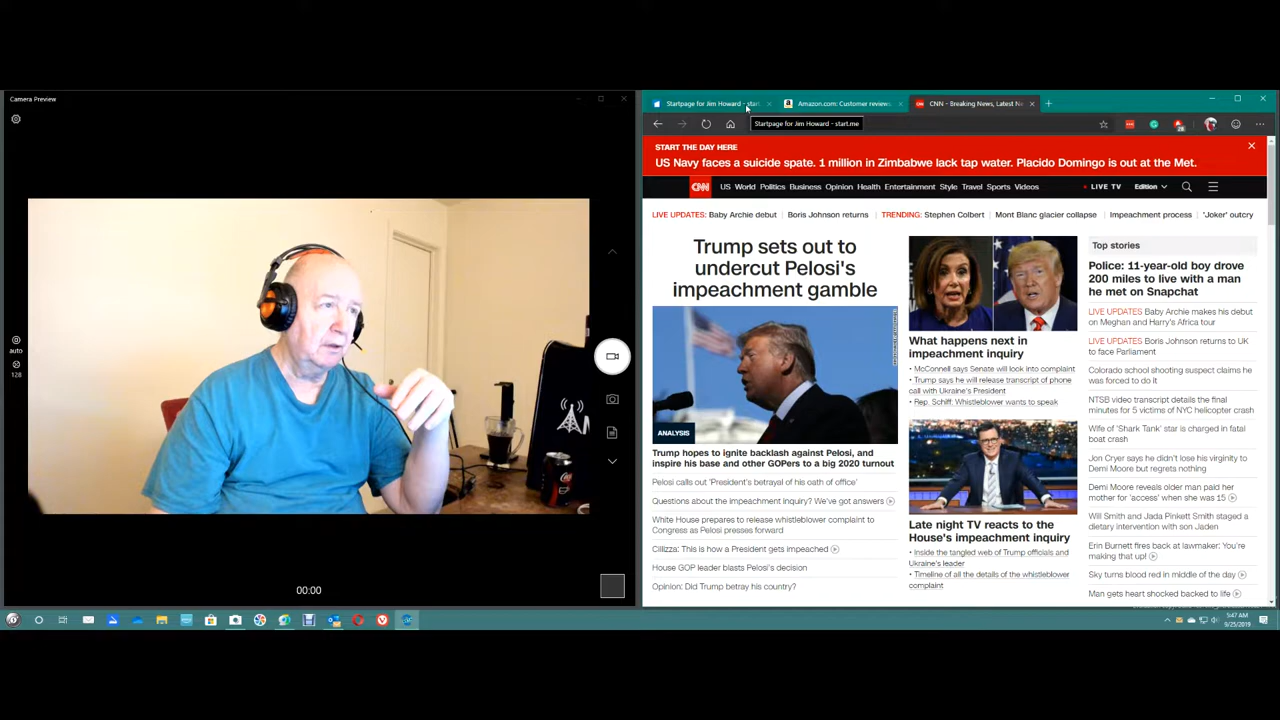 Camera Preview
auto
128
00:00
Startpage for Jim Howard - star
Amazon.com: Customer reviews
CNN - Breaking News, Latest Ne
Startpage for Jim Howard - start.me
28
START THE DAY HERE
US Navy faces a suicide spate. 1 million in Zimbabwe lack tap water. Placido Domingo is out at the Met.
CNN
US World Politics Business Opinion Health Entertainment Style Travel Sports Videos
LIVE TV
Edition
LIVE UPDATES: Baby Archie debut
Boris Johnson returns
TRENDING: Stephen Colbert
Mont Blanc glacier collapse
Impeachment process
'Joker' outcry
Trump sets out to
undercut Pelosi's
impeachment gamble
ANALYSIS
Trump hopes to ignite backlash against Pelosi, and
inspire his base and other GOPers to a big 2020 turnout
Pelosi calls out 'President's betrayal of his oath of office'
Questions about the impeachment inquiry? We've got answers
White House prepares to release whistleblower complaint to
Congress as Pelosi presses forward
Cillizza: This is how a President gets impeached
House GOP leader blasts Pelosi's decision
Opinion: Did Trump betray his country?
What happens next in
impeachment inquiry
• McConnell says Senate will look into complaint
• Trump says he will release transcript of phone
call with Ukraine's President
• Rep. Schiff: Whistleblower wants to speak
Late night TV reacts to the
House's impeachment inquiry
• Inside the tangled web of Trump officials and
Ukraine's leader
• Timeline of all the details of the whistleblower
complaint
Top stories
Police: 11-year-old boy drove
200 miles to live with a man
he met on Snapchat
LIVE UPDATES Baby Archie makes his debut
on Meghan and Harry's Africa tour
LIVE UPDATES Boris Johnson returns to UK
to face Parliament
Colorado school shooting suspect claims he
was forced to do it
NTSB video transcript details the final
minutes for 5 victims of NYC helicopter crash
Wife of 'Shark Tank' star is charged in fatal
boat crash
Jon Cryer says he didn't lose his virginity to
Demi Moore but regrets nothing
Demi Moore reveals older man paid her
mother for 'access' when she was 15
Will Smith and Jada Pinkett Smith staged a
dietary intervention with son Jaden
Erin Burnett fires back at lawmaker: You're
making that up!
Sky turns blood red in middle of the day
Man gets heart shocked back to life
5:47 AM
9/25/2019